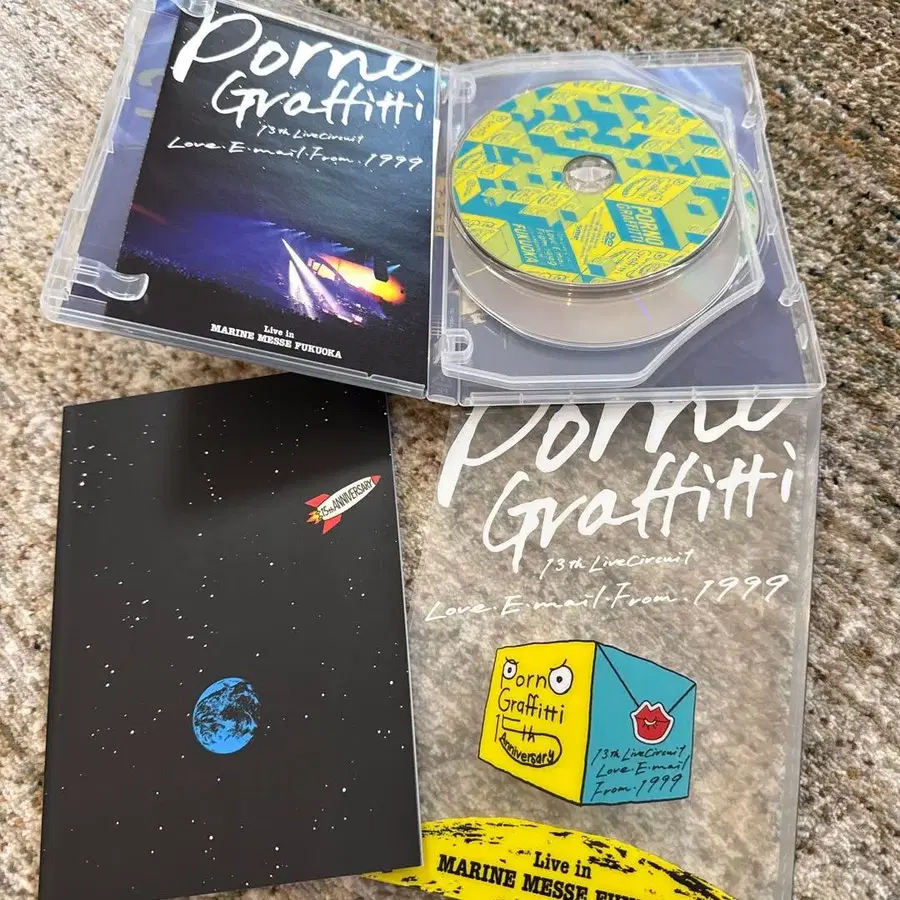 Porno
Graffitti
13th LiveCircuit
Love.E-mail.From.1999
Live in
MARINE MESSE FUKUOKA
PORNO
GRAFFITTI
FUKUOKA
15th ANNIVERSARY
Porno
Graffitti
13th LiveCircuit
Love.E-mail.From.1999
Porno
Graffitti
15th
Anniversary
13th LiveCircuit
Love.E-mail
From.1999
Live in
MARINE MESSE FUK